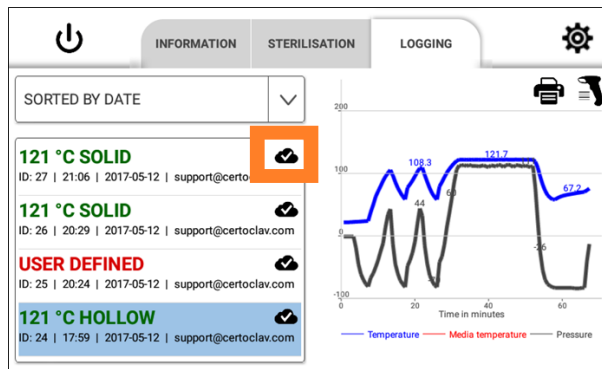 INFORMATION
STERILISATION
LOGGING
SORTED BY DATE
121 °C SOLID
ID: 27 | 21:06 | 2017-05-12 | support@certoc
121 °C SOLID
ID: 26 | 20:29 | 2017-05-12 | support@certoclav.com
USER DEFINED
ID: 25 | 20:24 | 2017-05-12 | support@certoclav.com
121 °C HOLLOW
ID: 24 | 17:59 | 2017-05-12 | support@certoclav.com
200
100
0
-100
108.3
121.7
67.2
44
0
20
40
60
Time in minutes
Temperature
Media temperature
Pressure